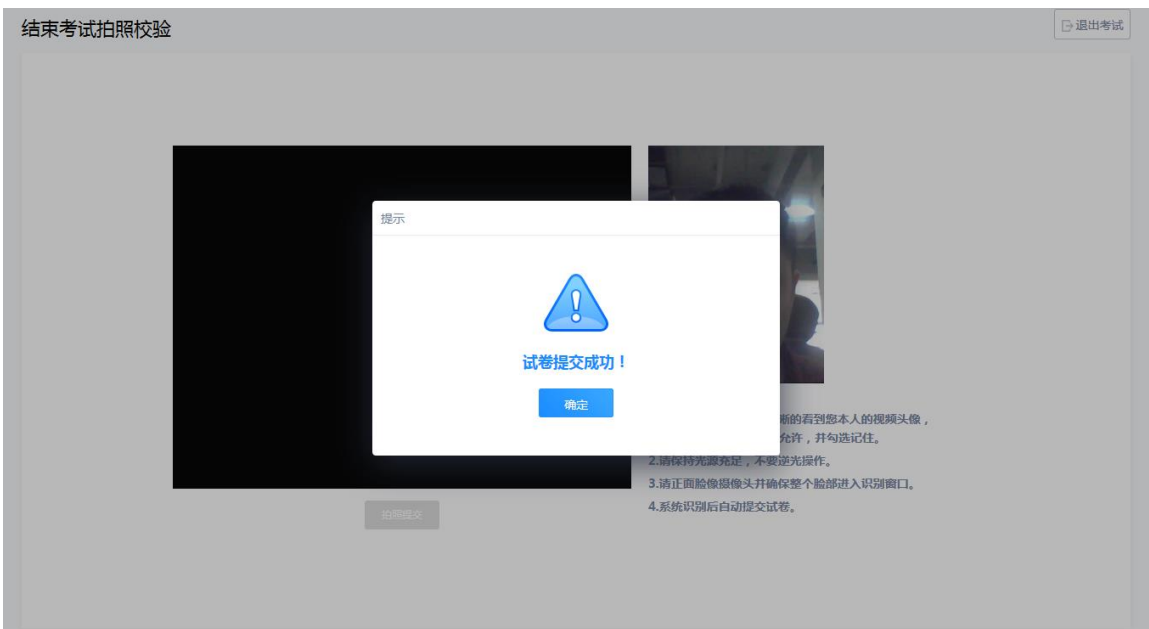 结束考试拍照校验
退出考试
提示
试卷提交成功！
确定
晰的看到您本人的视频头像，
允许，并勾选记住。
2.请保持光源充足，不要逆光操作。
3.请正面脸像摄像头并确保整个脸部进入识别窗口。
4.系统识别后自动提交试卷。
拍照提交